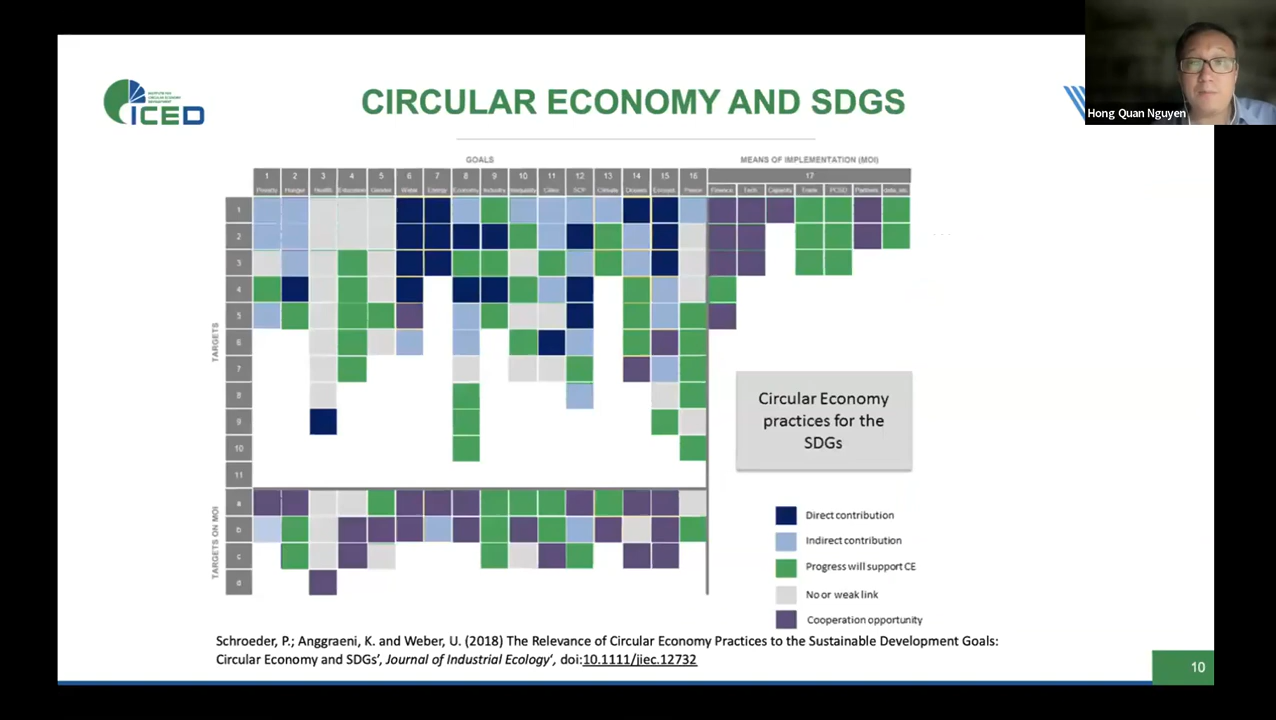 Hong Quan Nguyen
INSTITUTE FOR
CIRCULAR ECONOMY
DEVELOPMENT
ICED
CIRCULAR ECONOMY AND SDGS
GOALS
MEANS OF IMPLEMENTATION (MOI)
1 2 3 4 5 6 7 8 9 10 11 12 13 14 15 16 17
Poverty Hunger Health Education Gender Water Energy Economy Industry Inequality Cities SCP Climate Oceans Ecosyst. Peace Finance Tech Capacity Trade PCSD Partners data, etc.
TARGETS
1
2
3
4
5
6
7
8
9
10
11
TARGETS ON MOI
a
b
c
d
Circular Economy
practices for the
SDGs
Direct contribution
Indirect contribution
Progress will support CE
No or weak link
Cooperation opportunity
Schroeder, P.; Anggraeni, K. and Weber, U. (2018) The Relevance of Circular Economy Practices to the Sustainable Development Goals:
Circular Economy and SDGs’, Journal of Industrial Ecology‘, doi:10.1111/jiec.12732
10